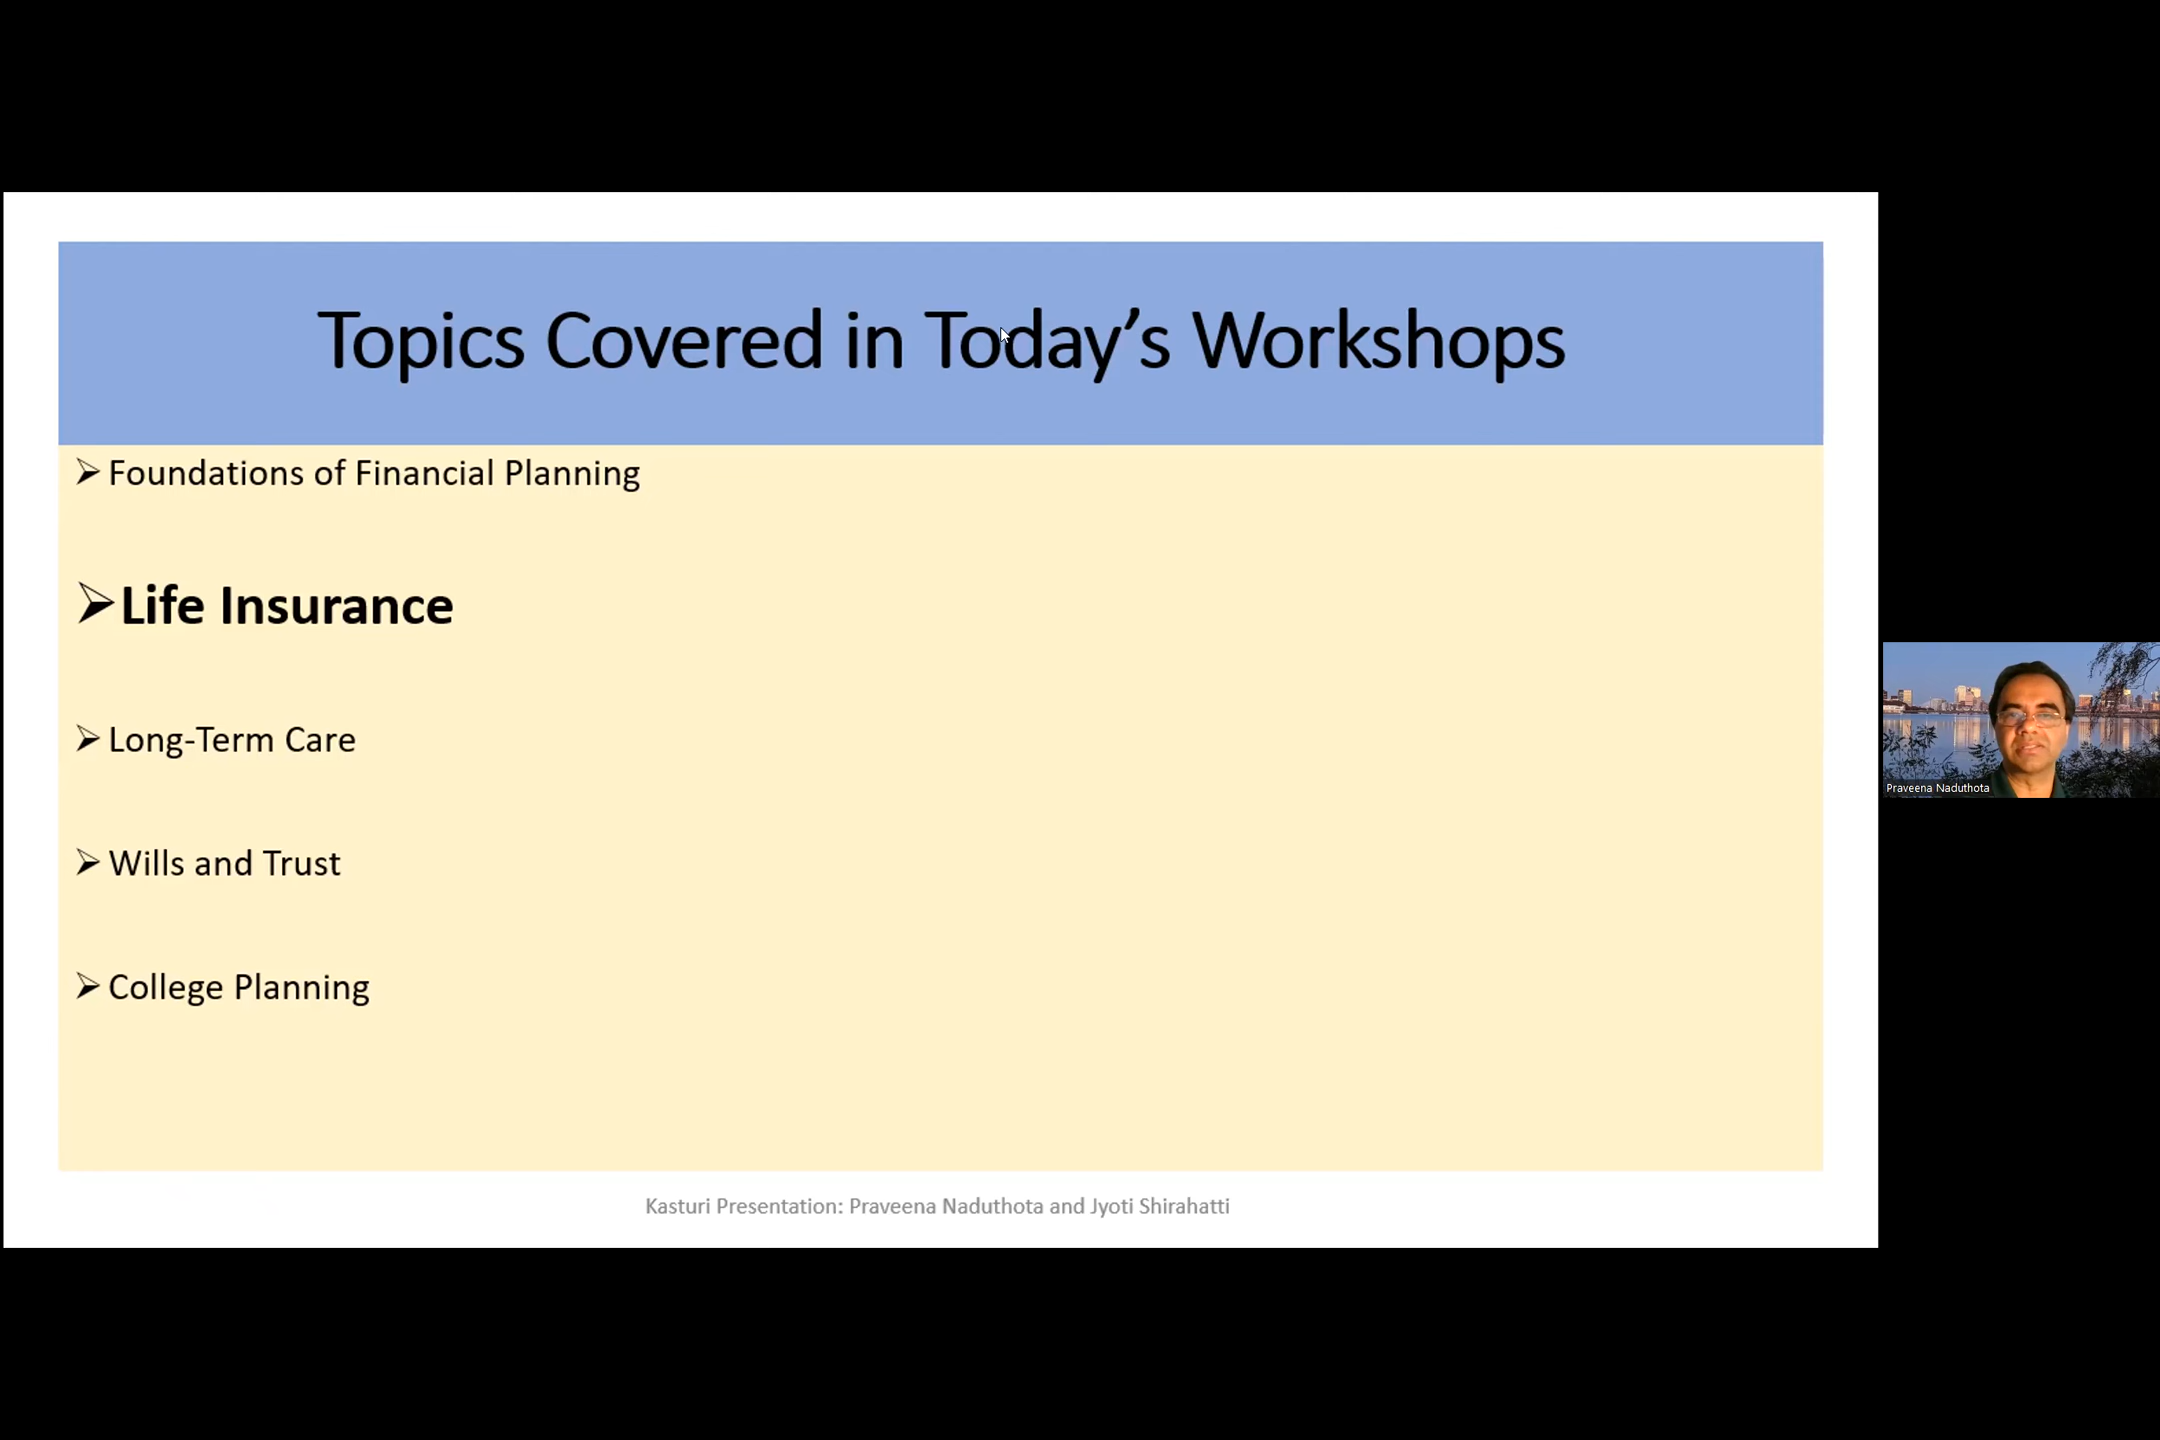 Topics Covered in Today’s Workshops
➢ Foundations of Financial Planning
➢ Life Insurance
➢ Long-Term Care
➢ Wills and Trust
➢ College Planning
Praveena Naduthota
Kasturi Presentation: Praveena Naduthota and Jyoti Shirahatti